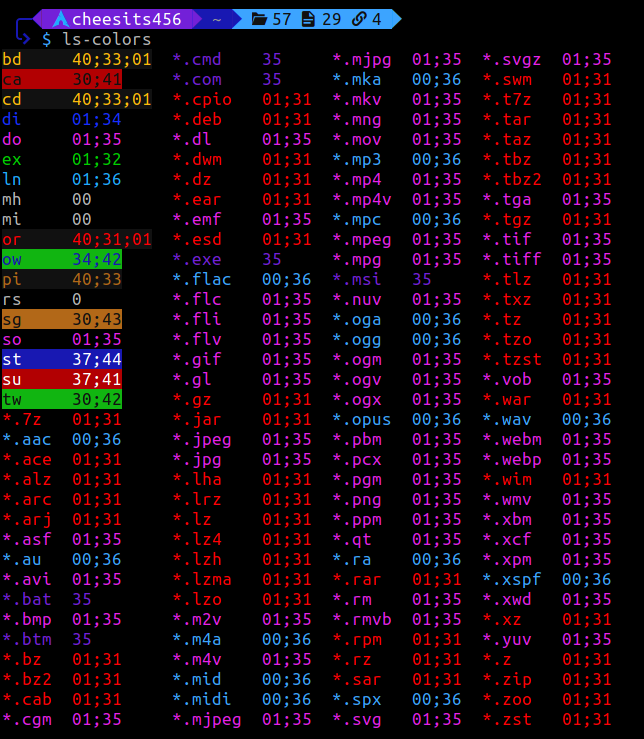 cheesits456 ~ 57 29 4
$ ls-colors
bd 40;33;01 *.cmd 35 *.mjpg 01;35 *.svgz 01;35
ca 30;41 *.com 35 *.mka 00;36 *.swm 01;31
cd 40;33;01 *.cpio 01;31 *.mkv 01;35 *.t7z 01;31
di 01;34 *.deb 01;31 *.mng 01;35 *.tar 01;31
do 01;35 *.dl 01;35 *.mov 01;35 *.taz 01;31
ex 01;32 *.dwm 01;31 *.mp3 00;36 *.tbz 01;31
ln 01;36 *.dz 01;31 *.mp4 01;35 *.tbz2 01;31
mh 00 *.ear 01;31 *.mp4v 01;35 *.tga 01;35
mi 00 *.emf 01;35 *.mpc 00;36 *.tgz 01;31
or 40;31;01 *.esd 01;31 *.mpeg 01;35 *.tif 01;35
ow 34;42 *.exe 35 *.mpg 01;35 *.tiff 01;35
pi 40;33 *.flac 00;36 *.msi 35 *.tlz 01;31
rs 0 *.flc 01;35 *.nuv 01;35 *.txz 01;31
sg 30;43 *.fli 01;35 *.oga 00;36 *.tz 01;31
so 01;35 *.flv 01;35 *.ogg 00;36 *.tzo 01;31
st 37;44 *.gif 01;35 *.ogm 01;35 *.tzst 01;31
su 37;41 *.gl 01;35 *.ogv 01;35 *.vob 01;35
tw 30;42 *.gz 01;31 *.ogx 01;35 *.war 01;31
*.7z 01;31 *.jar 01;31 *.opus 00;36 *.wav 00;36
*.aac 00;36 *.jpeg 01;35 *.pbm 01;35 *.webm 01;35
*.ace 01;31 *.jpg 01;35 *.pcx 01;35 *.webp 01;35
*.alz 01;31 *.lha 01;31 *.pgm 01;35 *.wim 01;31
*.arc 01;31 *.lrz 01;31 *.png 01;35 *.wmv 01;35
*.arj 01;31 *.lz 01;31 *.ppm 01;35 *.xbm 01;35
*.asf 01;35 *.lz4 01;31 *.qt 01;35 *.xcf 01;35
*.au 00;36 *.lzh 01;31 *.ra 00;36 *.xpm 01;35
*.avi 01;35 *.lzma 01;31 *.rar 01;31 *.xspf 00;36
*.bat 35 *.lzo 01;31 *.rm 01;35 *.xwd 01;35
*.bmp 01;35 *.m2v 01;35 *.rmvb 01;35 *.xz 01;31
*.btm 35 *.m4a 00;36 *.rpm 01;31 *.yuv 01;35
*.bz 01;31 *.m4v 01;35 *.rz 01;31 *.z 01;31
*.bz2 01;31 *.mid 00;36 *.sar 01;31 *.zip 01;31
*.cab 01;31 *.midi 00;36 *.spx 00;36 *.zoo 01;31
*.cgm 01;35 *.mjpeg 01;35 *.svg 01;35 *.zst 01;31